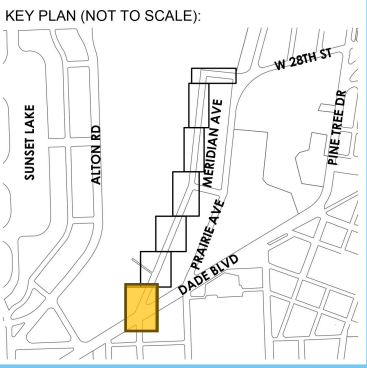 KEY PLAN (NOT TO SCALE):
W 28TH ST
SUNSET LAKE
ALTON RD
MERIDIAN AVE
PINE TREE DR
PRAIRIE AVE
DADE BLVD